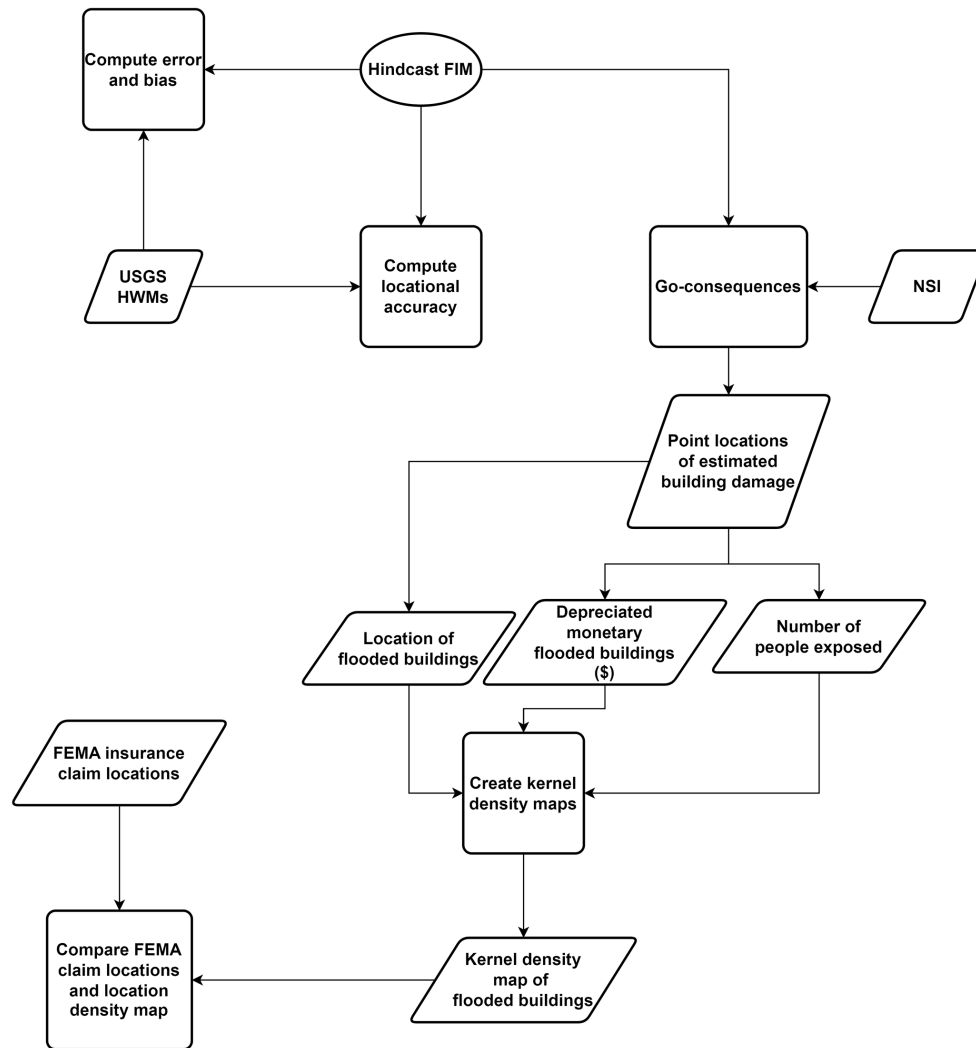 Compute error
and bias
Hindcast FIM
USGS
HWMs
Compute
locational
accuracy
Go-consequences
NSI
Point locations
of estimated
building damage
Location of
flooded buildings
Depreciated
monetary
flooded buildings
($)
Number of
people exposed
FEMA insurance
claim locations
Create kernel
density maps
Compare FEMA
claim locations
and location
density map
Kernel density
map of
flooded buildings